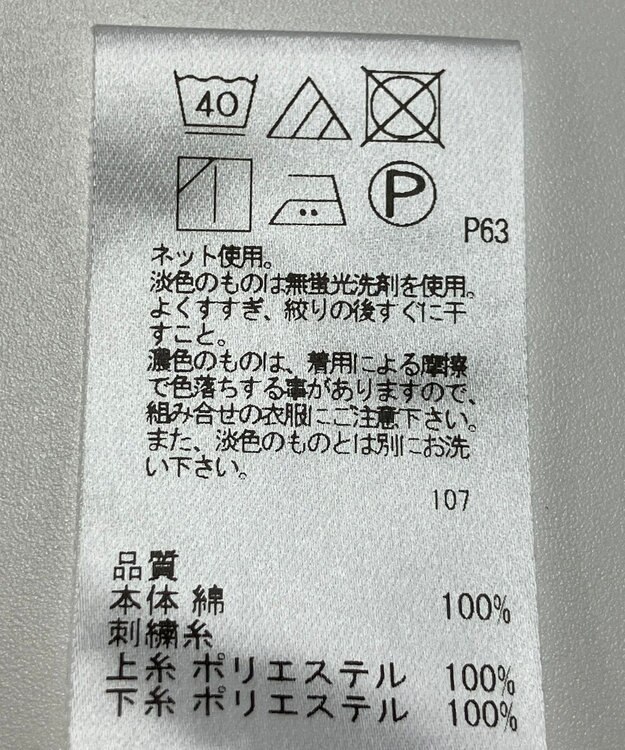 40
P
P63
ネット使用。
淡色のものは無蛍光洗剤を使用。
よくすすぎ、絞りの後すぐに干
すこと。
濃色のものは、着用による摩擦
で色落ちする事がありますので、
組み合せの衣服にご注意下さい。
また、淡色のものとは別にお洗
い下さい。
107
品質
本体 綿 100%
刺繍糸
上糸 ポリエステル 100%
下糸 ポリエステル 100%